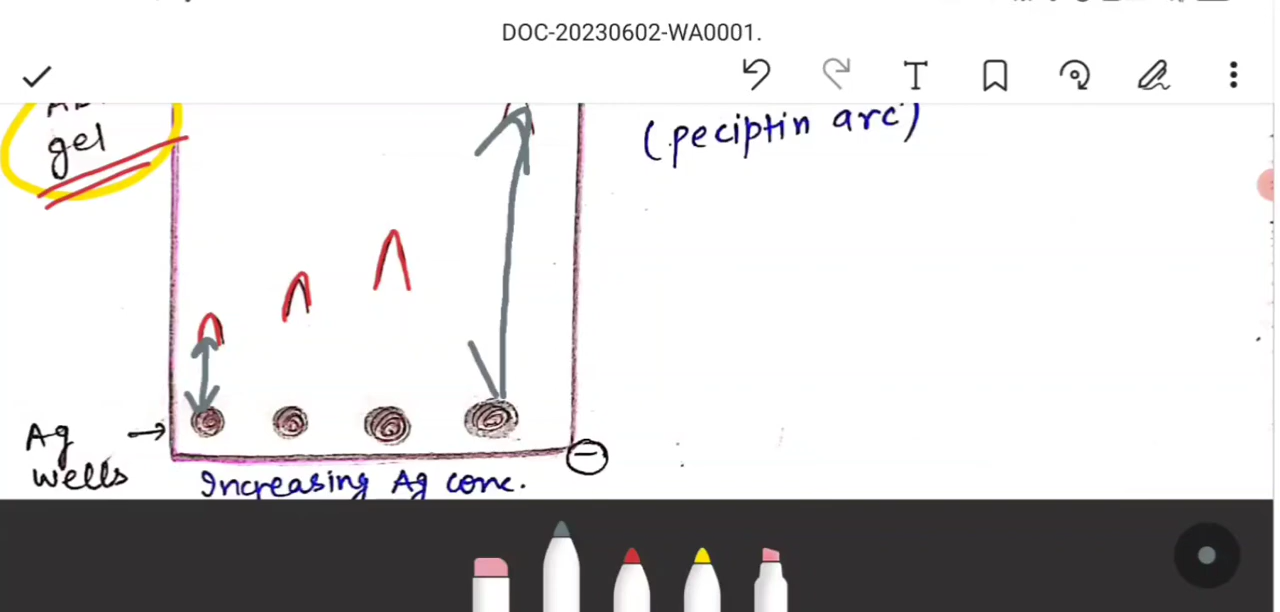 DOC-20230602-WA0001.
T
gel
(peciptin arc)
Ag
wells
Increasing Ag conc.